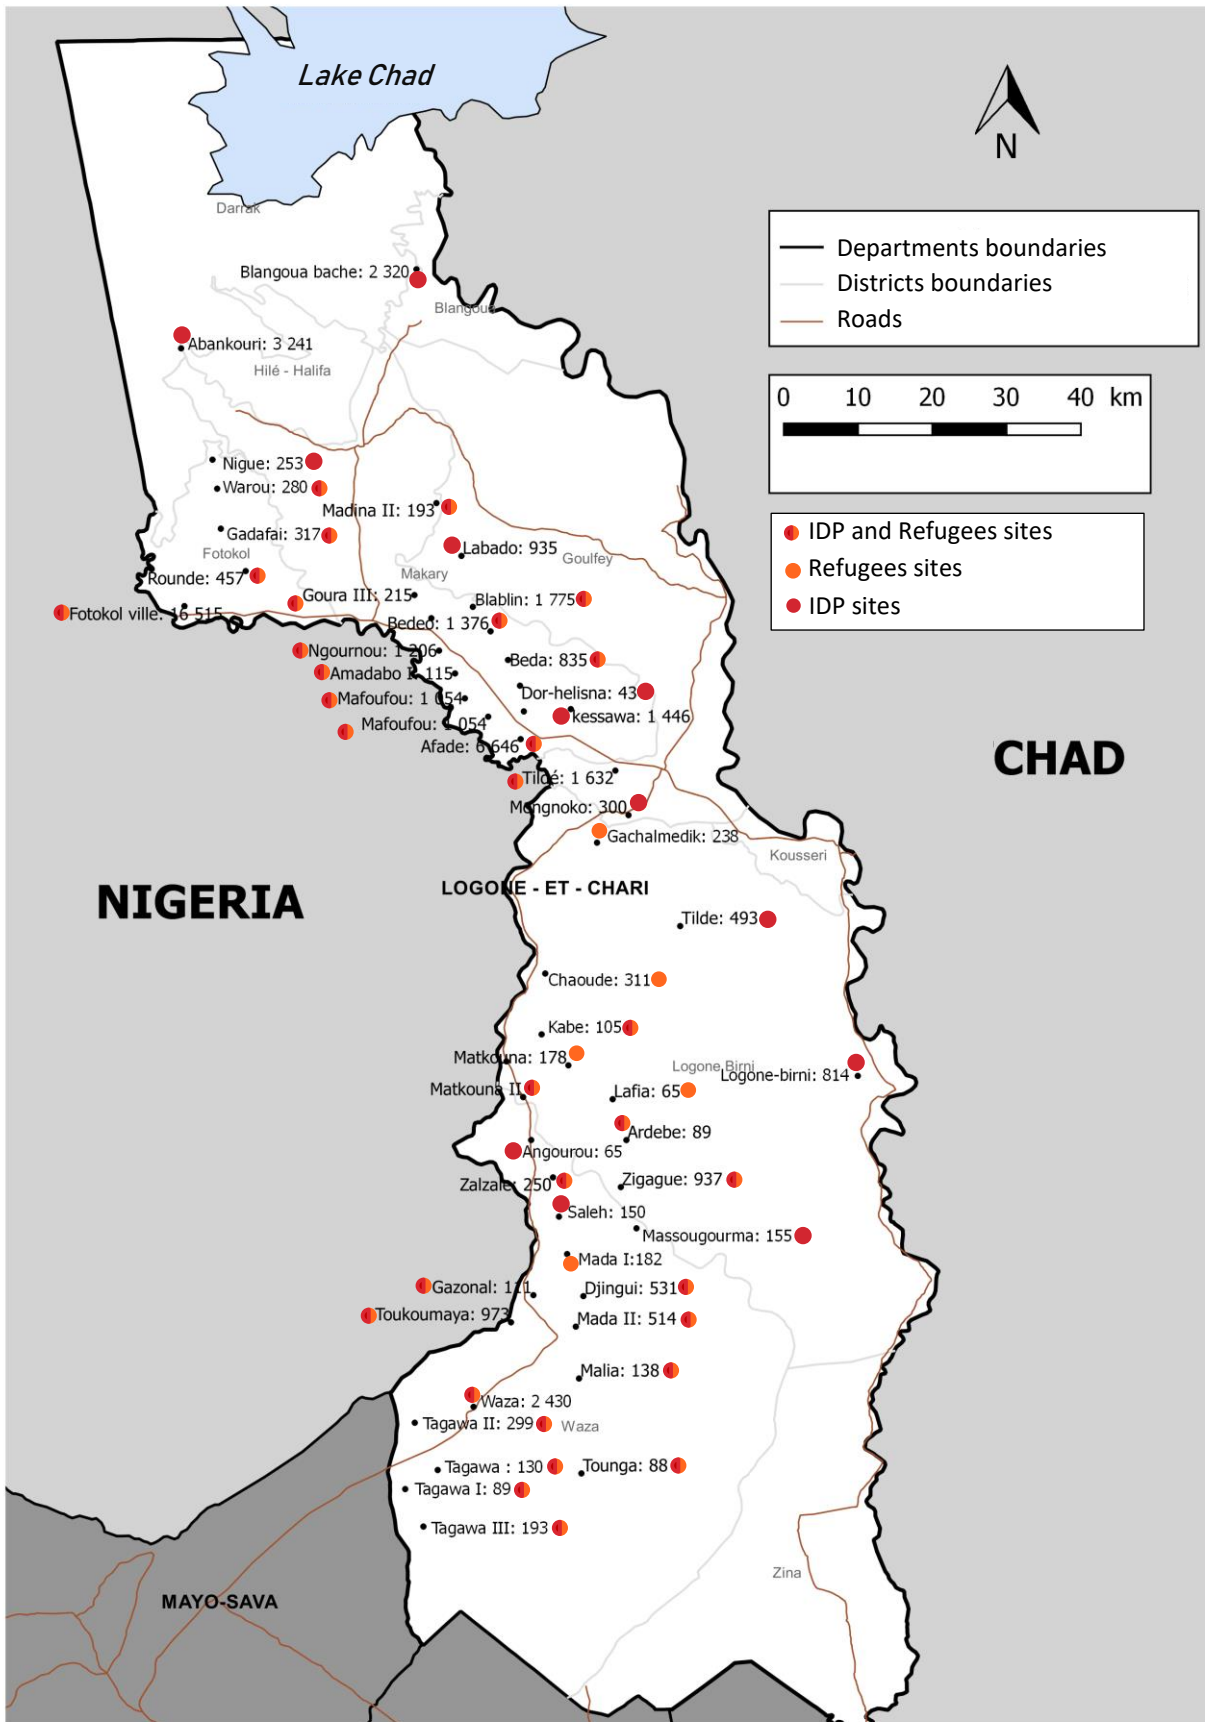 Lake Chad
N
Darrak
Departments boundaries
Districts boundaries
Roads
Blangoua bache: 2 320
Blangoua
Abankouri: 3 241
Hilé - Halifa
0 10 20 30 40 km
Nigue: 253
Warou: 280
Madina II: 193
Gadafai: 317
IDP and Refugees sites
Refugees sites
IDP sites
Labado: 935
Goulfey
Fotokol
Makary
Rounde: 457
Goura III: 215
Blablin: 1 775
Fotokol ville: 16 515
Bedeo: 1 376
Ngournou: 1 206
Beda: 835
Amadabo I: 115
Dor-helisna: 43
Mafoufou: 1 054
kessawa: 1 446
Mafoufou: 1 054
Afade: 6 646
CHAD
Tildé: 1 632
Mongnoko: 300
Gachalmedik: 238
Kousseri
LOGONE - ET - CHARI
NIGERIA
Tilde: 493
Chaoude: 311
Kabe: 105
Matkouna: 178
Logone Birni
Logone-birni: 814
Matkouna II
Lafia: 65
Ardebe: 89
Angourou: 65
Zalzale: 250
Zigague: 937
Saleh: 150
Massougourma: 155
Mada I:182
Gazonal: 111
Djingui: 531
Toukoumaya: 973
Mada II: 514
Malia: 138
Waza: 2 430
Tagawa II: 299
Waza
Tagawa : 130
Tounga: 88
Tagawa I: 89
Tagawa III: 193
Zina
MAYO-SAVA